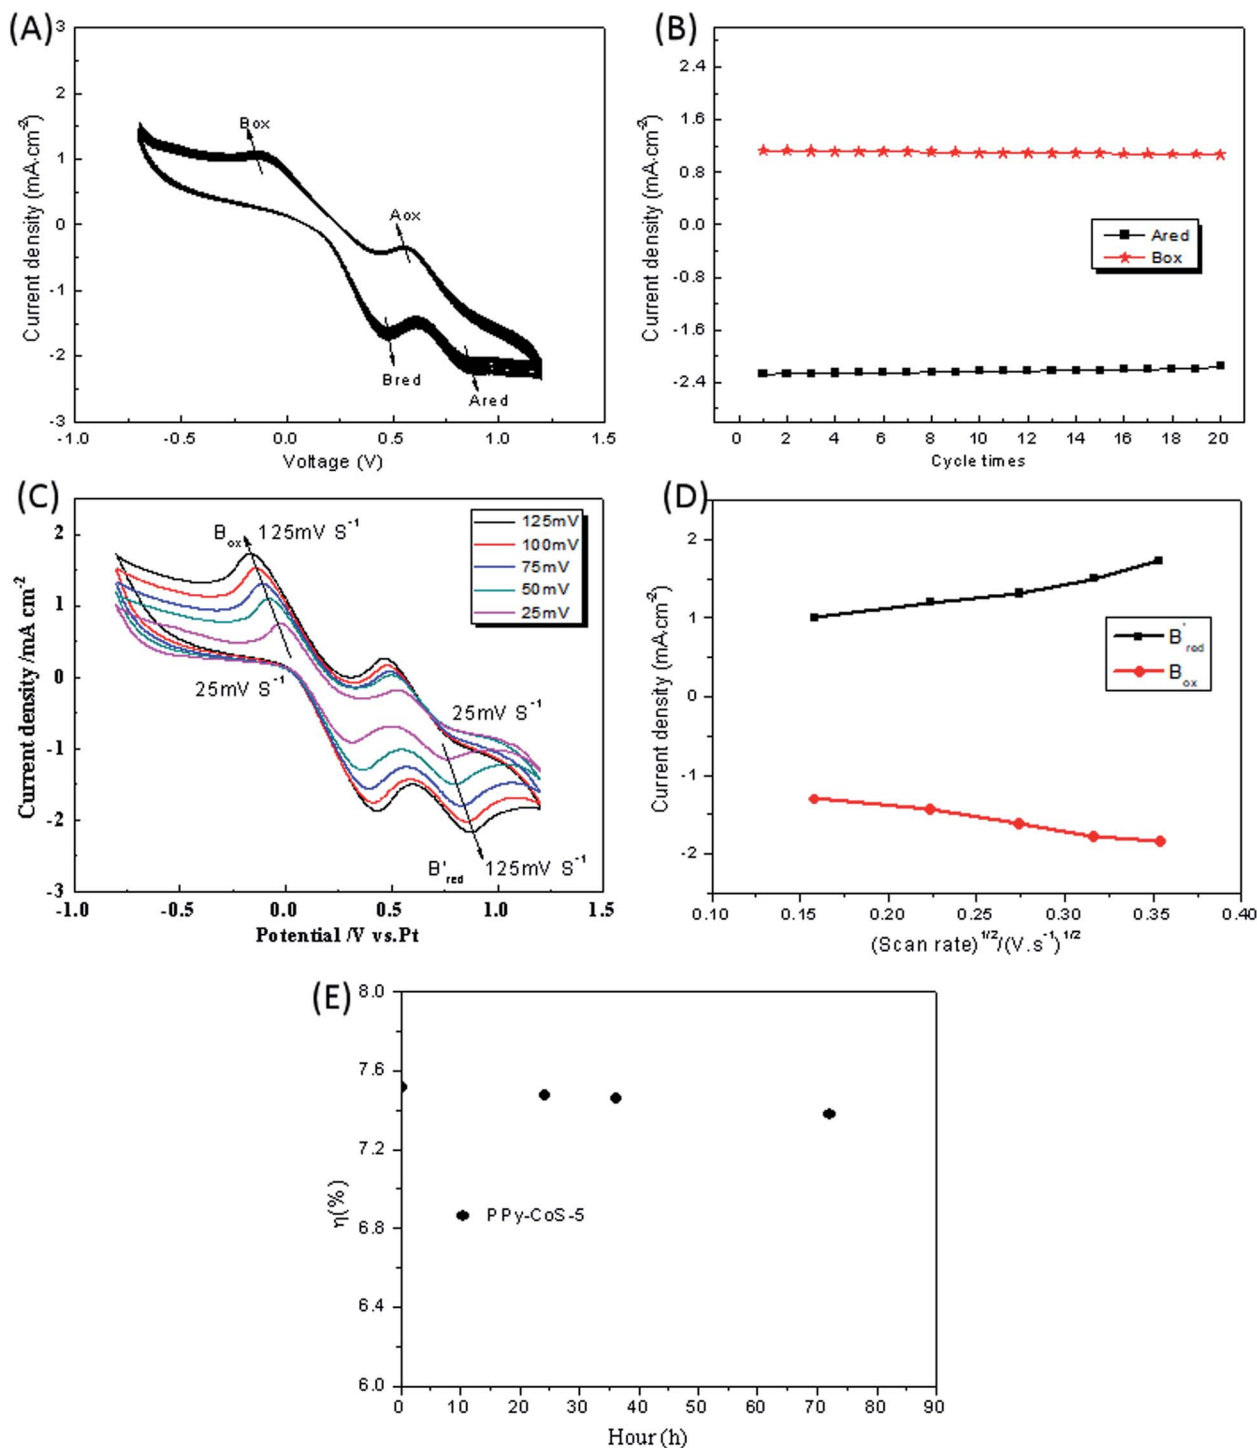 (A)
3
2
1
0
-1
-2
-3
-1.0 -0.5 0.0 0.5 1.0 1.5
Current density (mA·cm⁻²)
Voltage (V)
Box
Aox
Bred
Ared
(B)
2.4
1.6
0.8
0.0
-0.8
-1.6
-2.4
0 2 4 6 8 10 12 14 16 18 20
Current density (mA·cm⁻²)
Cycle times
Ared
Box
(C)
2
1
0
-1
-2
-3
-1.0 -0.5 0.0 0.5 1.0 1.5
Current density /mA cm⁻²
Potential /V vs.Pt
B_ox 125mV S⁻¹
25mV S⁻¹
25mV S⁻¹
B'_red 125mV S⁻¹
125mV
100mV
75mV
50mV
25mV
(D)
2
1
0
-1
-2
0.10 0.15 0.20 0.25 0.30 0.35 0.40
Current density (mA·cm⁻²)
(Scan rate)^1/2/(V.s⁻¹)^1/2
B'_red
B_ox
(E)
8.0
7.6
7.2
6.8
6.4
6.0
0 10 20 30 40 50 60 70 80 90
η(%)
Hour (h)
PPy-CoS-5